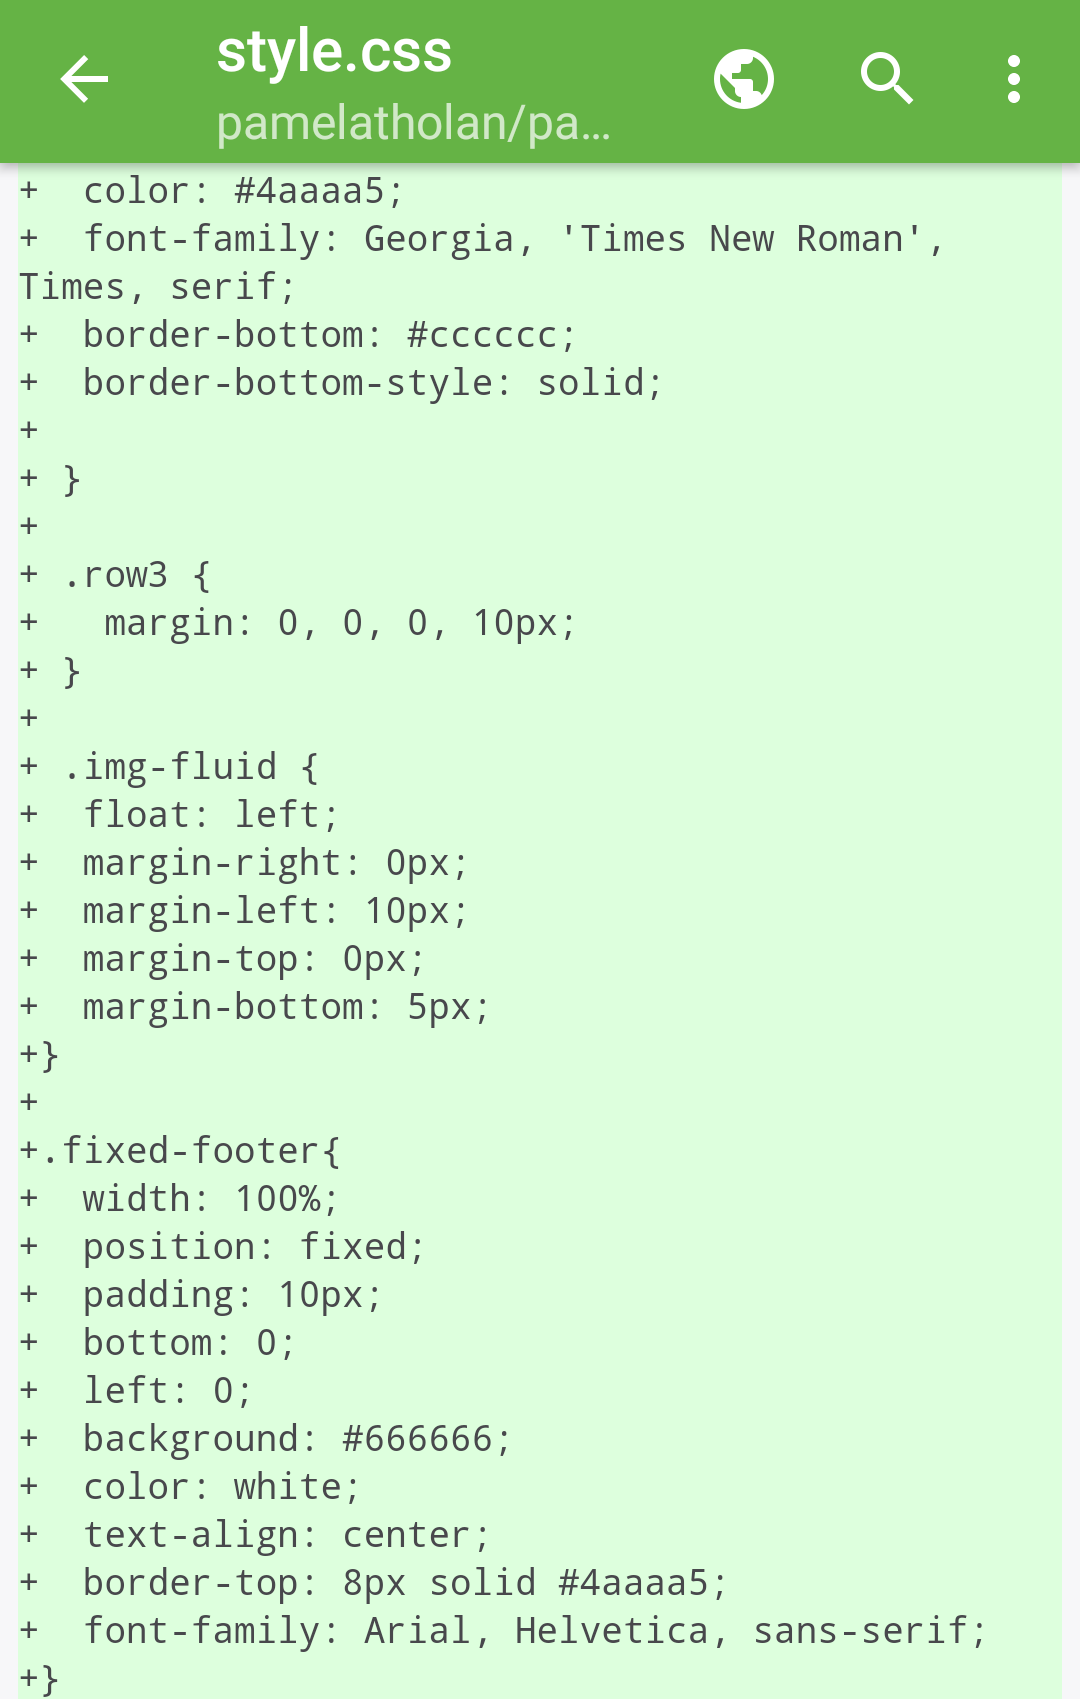 style.css
pamelatholan/pa...
+  color: #4aaaa5;
+  font-family: Georgia, 'Times New Roman',
Times, serif;
+  border-bottom: #cccccc;
+  border-bottom-style: solid;
+
+ }
+
+ .row3 {
+   margin: 0, 0, 0, 10px;
+ }
+
+ .img-fluid {
+  float: left;
+  margin-right: 0px;
+  margin-left: 10px;
+  margin-top: 0px;
+  margin-bottom: 5px;
+}
+
+.fixed-footer{
+  width: 100%;
+  position: fixed;
+  padding: 10px;
+  bottom: 0;
+  left: 0;
+  background: #666666;
+  color: white;
+  text-align: center;
+  border-top: 8px solid #4aaaa5;
+  font-family: Arial, Helvetica, sans-serif;
+}